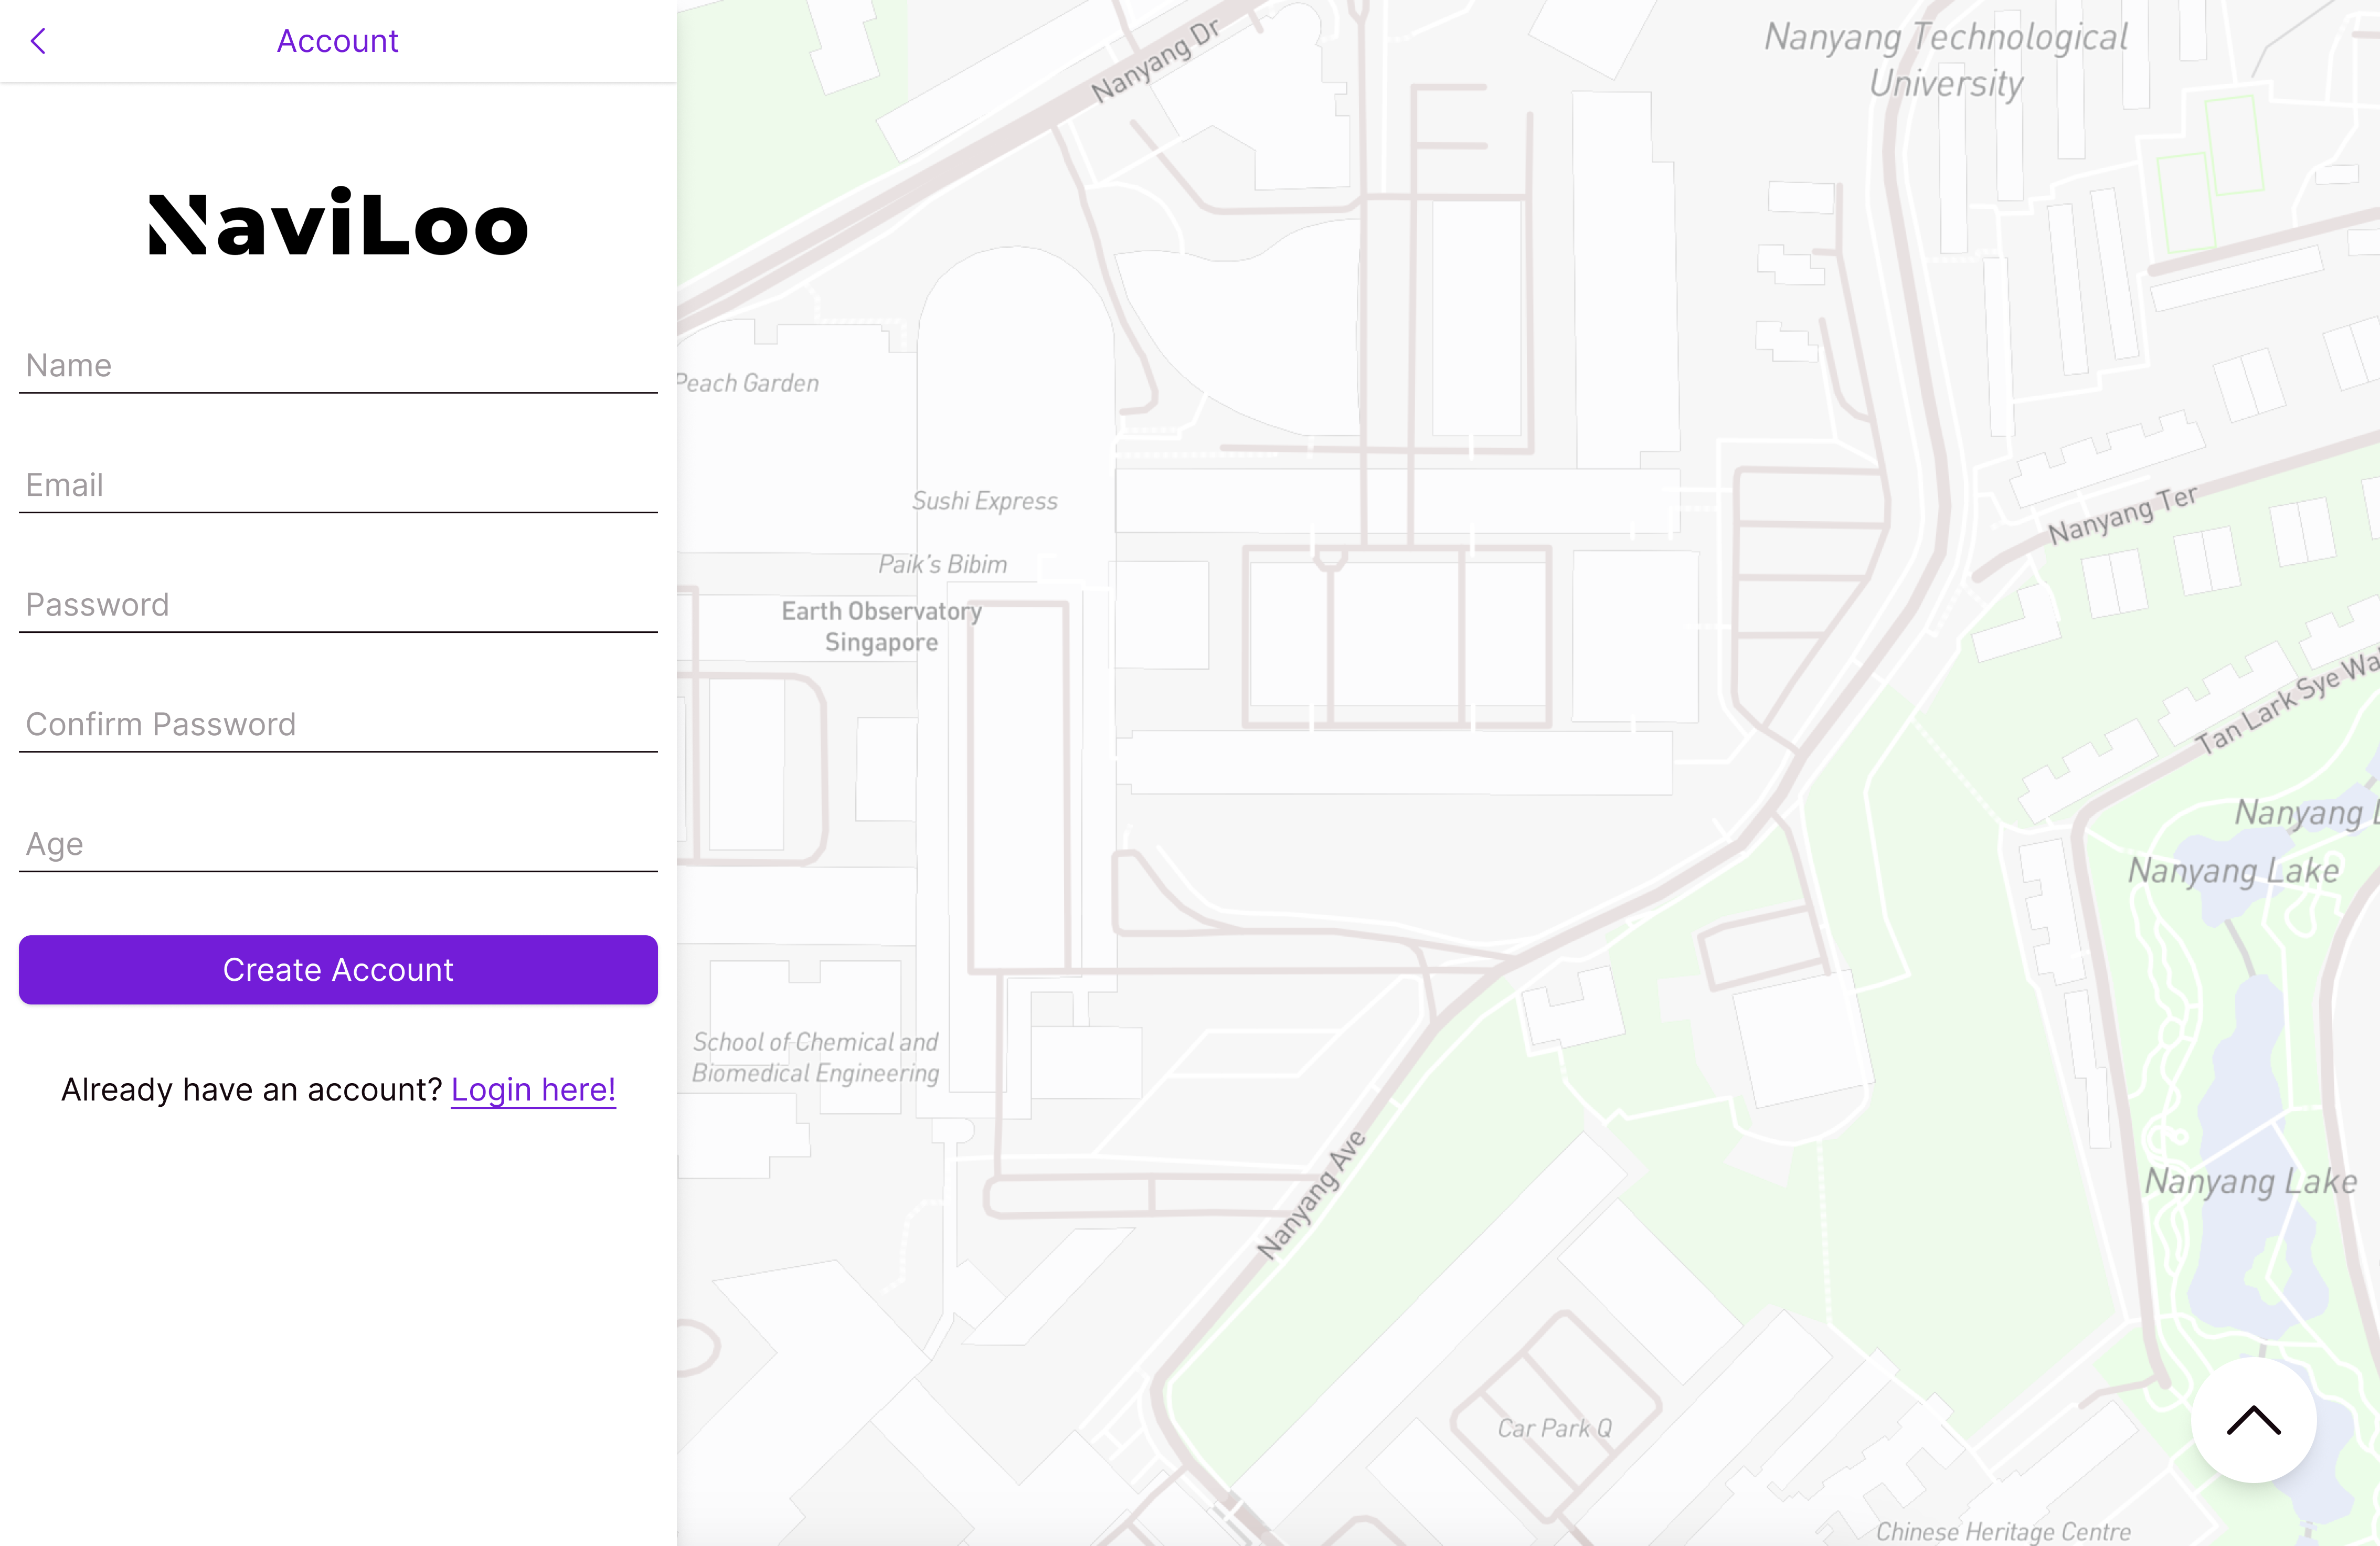 Account
NaviLoo
Name
Email
Password
Confirm Password
Age
Create Account
Already have an account? Login here!
Nanyang Dr
Nanyang Technological
University
Peach Garden
Sushi Express
Paik's Bibim
Earth Observatory
Singapore
Nanyang Ter
Tan Lark Sye Wal
Nanyang L
Nanyang Lake
School of Chemical and
Biomedical Engineering
Nanyang Ave
Nanyang Lake
Car Park Q
Chinese Heritage Centre